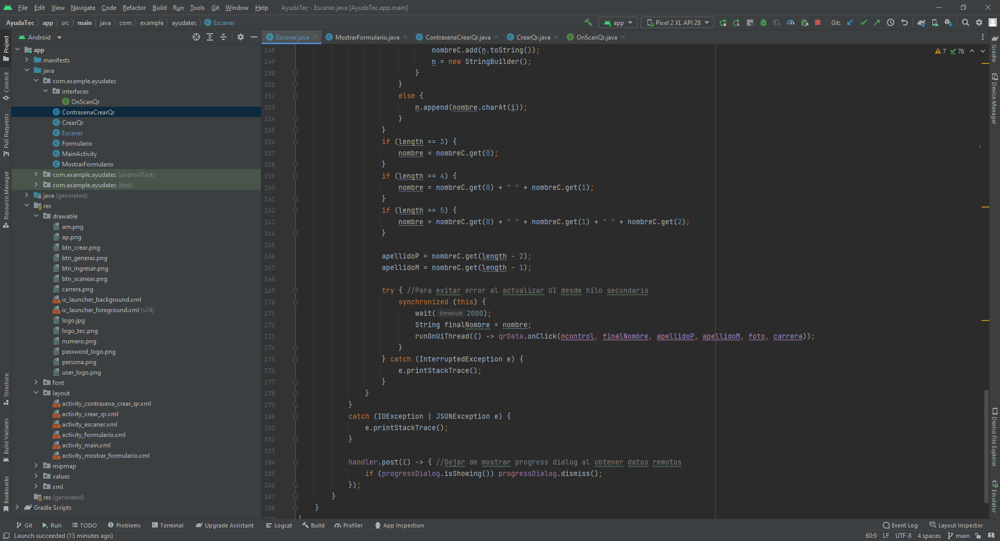 File Edit View Navigate Code Refactor Build Run Tools Git Window Help AyudaTec - Escaner.java [AyudaTec.app.main]
AyudaTec app src main java com example ayudatec Escaner app Pixel 2 XL API 28 Git:
Project
Commit
Pull Requests
Resource Manager
Structure
Build Variants
Bookmarks
Android
app
manifests
java
com.example.ayudatec
interfaces
OnScanQr
ContrasenaCrearQr
CrearQr
Escaner
Formulario
MainActivity
MostrarFormulario
com.example.ayudatec (androidTest)
com.example.ayudatec (test)
java (generated)
res
drawable
am.png
ap.png
btn_crear.png
btn_generar.png
btn_ingresar.png
btn_scanear.png
carrera.png
ic_launcher_background.xml
ic_launcher_foreground.xml (v24)
logo.jpg
logo_tec.png
numero.png
password_logo.png
persona.png
user_logo.png
font
layout
activity_contrasena_crear_qr.xml
activity_crear_qr.xml
activity_escaner.xml
activity_formulario.xml
activity_main.xml
activity_mostrar_formulario.xml
mipmap
values
xml
res (generated)
Gradle Scripts
Escaner.java MostrarFormulario.java ContrasenaCrearQr.java CrearQr.java OnScanQr.java
7 76
148 nombreC.add(n.toString());
149 n = new StringBuilder();
150 }
151 }
152 else {
153 n.append(nombre.charAt(i));
154 }
155 }
156 if (length == 3) {
157 nombre = nombreC.get(0);
158 }
159 if (length == 4) {
160 nombre = nombreC.get(0) + " " + nombreC.get(1);
161 }
162 if (length == 5) {
163 nombre = nombreC.get(0) + " " + nombreC.get(1) + " " + nombreC.get(2);
164 }
165
166 apellidoP = nombreC.get(length - 2);
167 apellidoM = nombreC.get(length - 1);
168
169 try { //Para evitar error al actualizar UI desde hilo secundario
170 synchronized (this) {
171 wait( timeout: 2000);
172 String finalNombre = nombre;
173 runOnUiThread(() -> qrData.onClick(ncontrol, finalNombre, apellidoP, apellidoM, foto, carrera));
174 }
175 } catch (InterruptedException e) {
176 e.printStackTrace();
177 }
178 }
179 }
180 catch (IOException | JSONException e) {
181 e.printStackTrace();
182 }
183
184 handler.post(() -> { //Dejar de mostrar progress dialog al obtener datos remotos
185 if (progressDialog.isShowing()) progressDialog.dismiss();
186 });
187 }
188 }
Gradle
Device Manager
Device File Explorer
Emulator
Git Run TODO Problems Terminal Upgrade Assistant Logcat Build Profiler App Inspection Event Log Layout Inspector
Launch succeeded (13 minutes ago) 60:9 LF UTF-8 4 spaces main